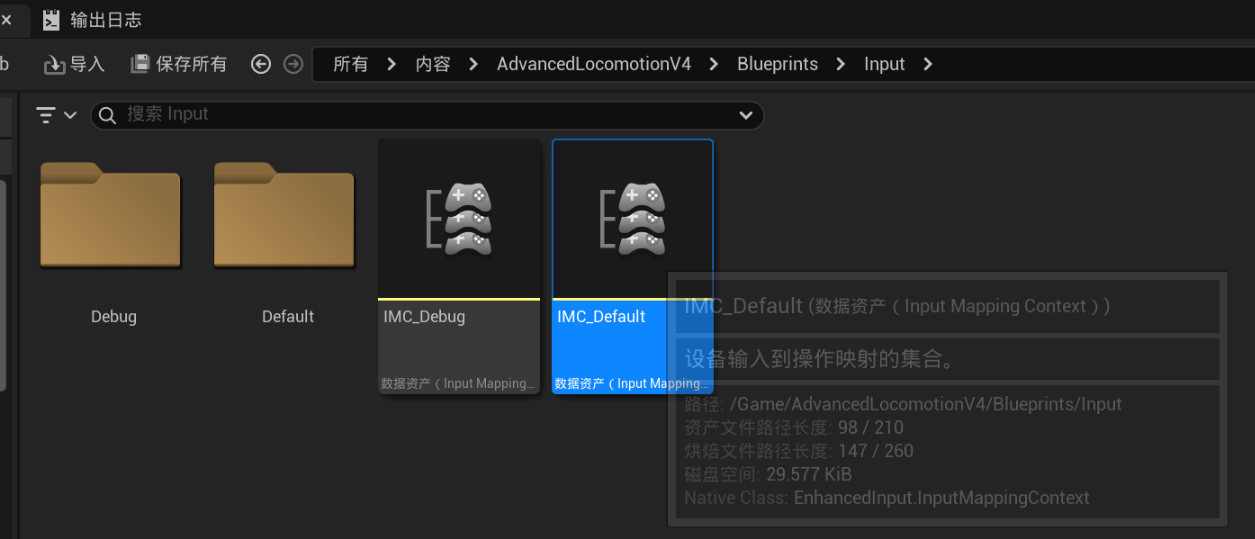 输出日志
b 导入 保存所有 所有 内容 AdvancedLocomotionV4 Blueprints Input
搜索 Input
Debug
Default
IMC_Debug
数据资产（Input Mapping...
IMC_Default
数据资产（Input Mapping...
IMC_Default (数据资产（Input Mapping Context）)
设备输入到操作映射的集合。
路径: /Game/AdvancedLocomotionV4/Blueprints/Input
资产文件路径长度: 98 / 210
烘焙文件路径长度: 147 / 260
磁盘空间: 29.577 KiB
Native Class: EnhancedInput.InputMappingContext